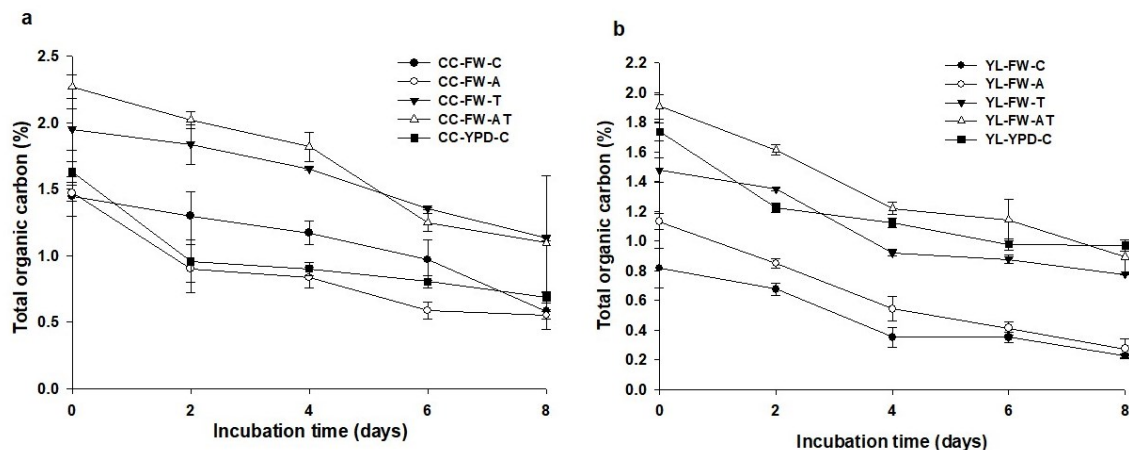 a
2.5
2.0
1.5
1.0
0.5
0.0
Total organic carbon (%)
0 2 4 6 8
Incubation time (days)
CC-FW-C
CC-FW-A
CC-FW-T
CC-FW-AT
CC-YPD-C
b
2.2
2.0
1.8
1.6
1.4
1.2
1.0
0.8
0.6
0.4
0.2
0.0
Total organic carbon (%)
0 2 4 6 8
Incubation time (days)
YL-FW-C
YL-FW-A
YL-FW-T
YL-FW-AT
YL-YPD-C